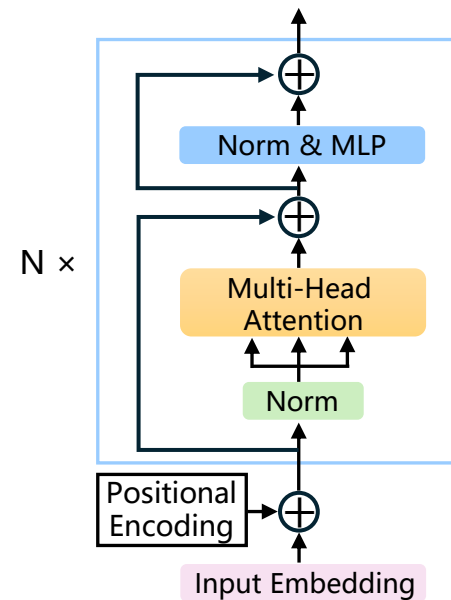 Norm & MLP
N ×
Multi-Head
Attention
Norm
Positional
Encoding
Input Embedding